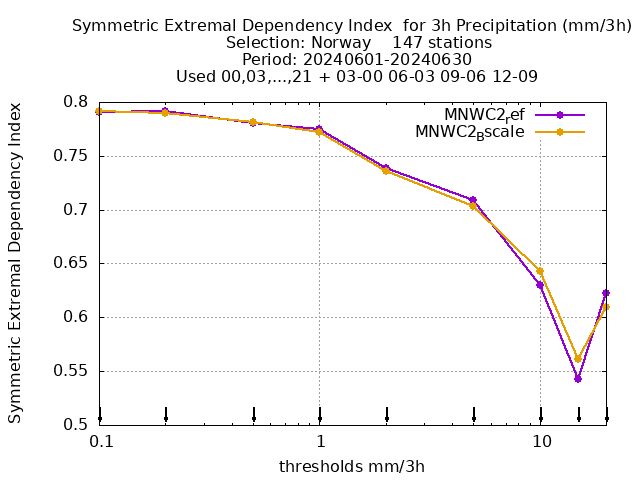 Symmetric Extremal Dependency Index  for 3h Precipitation (mm/3h)
Selection: Norway    147 stations
Period: 20240601-20240630
Used 00,03,...,21 + 03-00 06-03 09-06 12-09
Symmetric Extremal Dependency Index
0.8
0.75
0.7
0.65
0.6
0.55
0.5
MNWC2ref
MNWC2Bscale
0.1
1
10
thresholds mm/3h